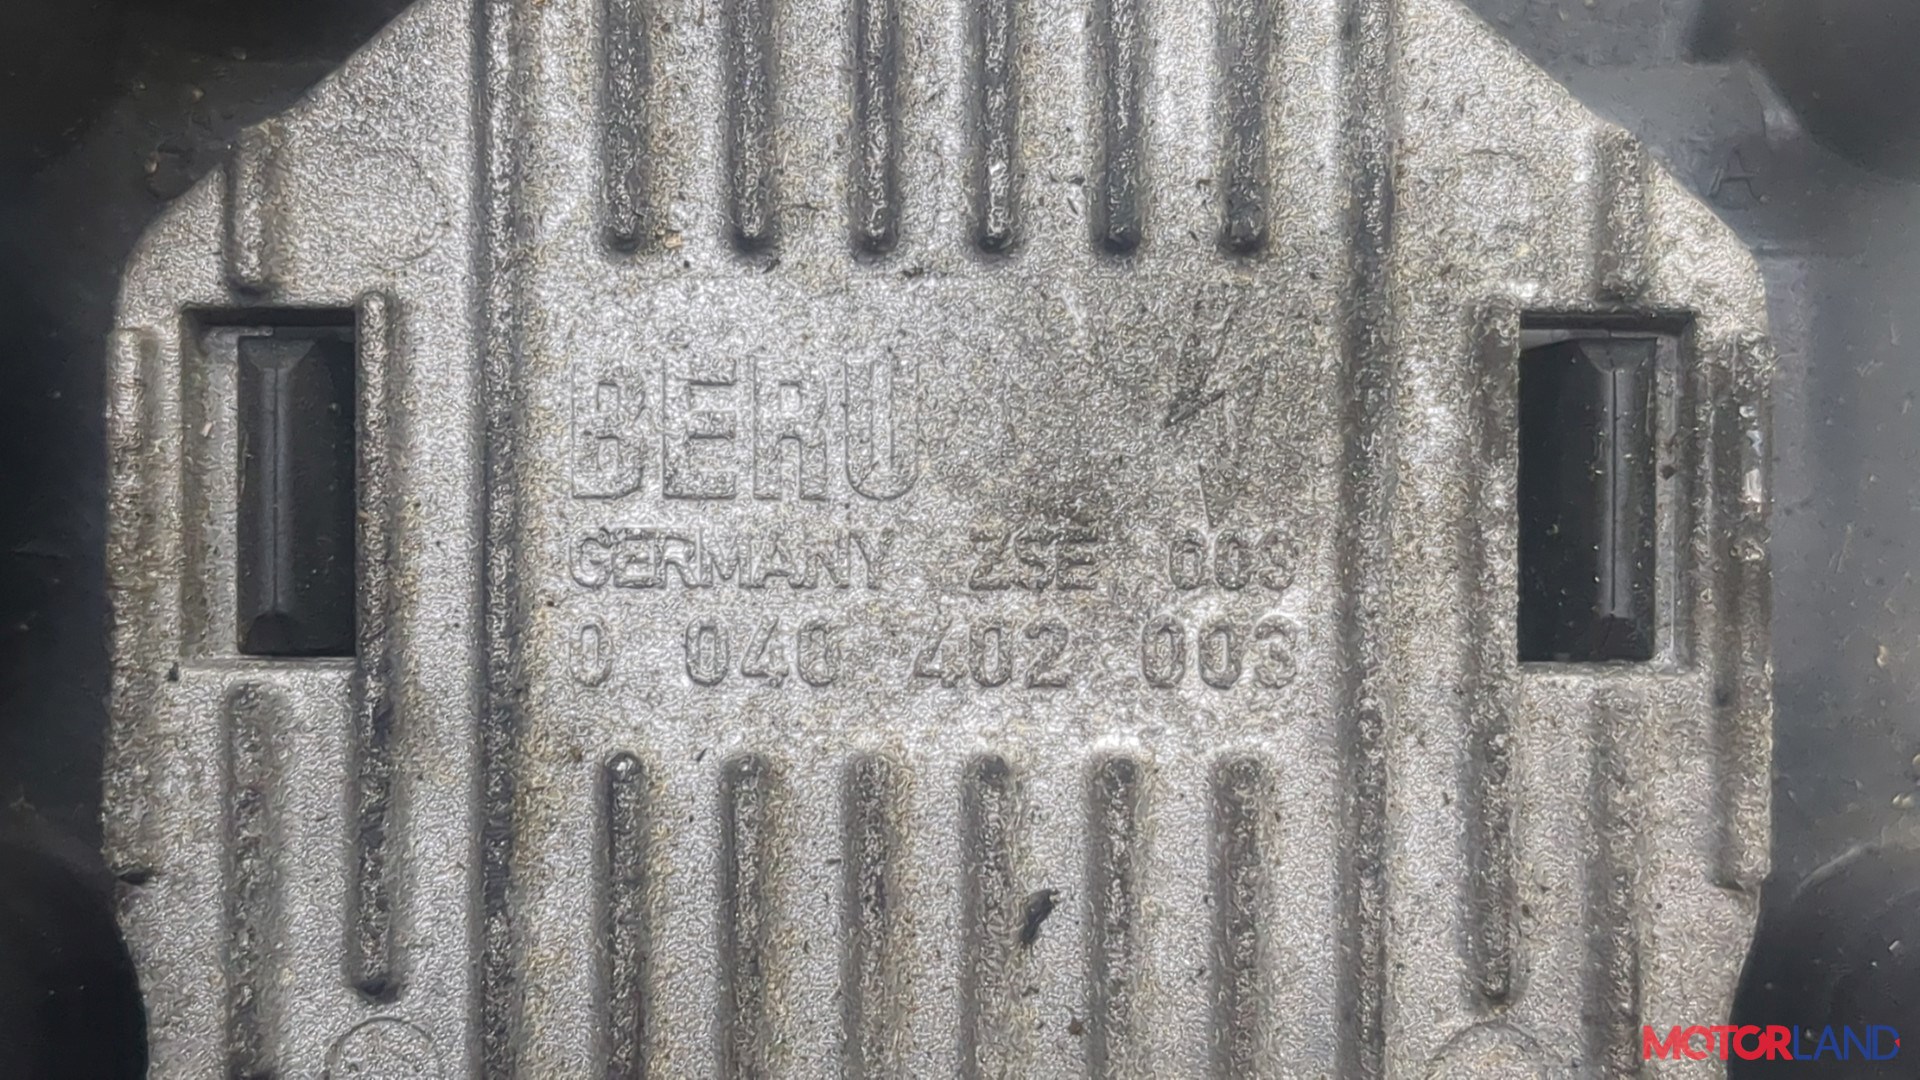 A
BERU
GERMANY ZSE 003
0 040 402 003
MOTORLAND